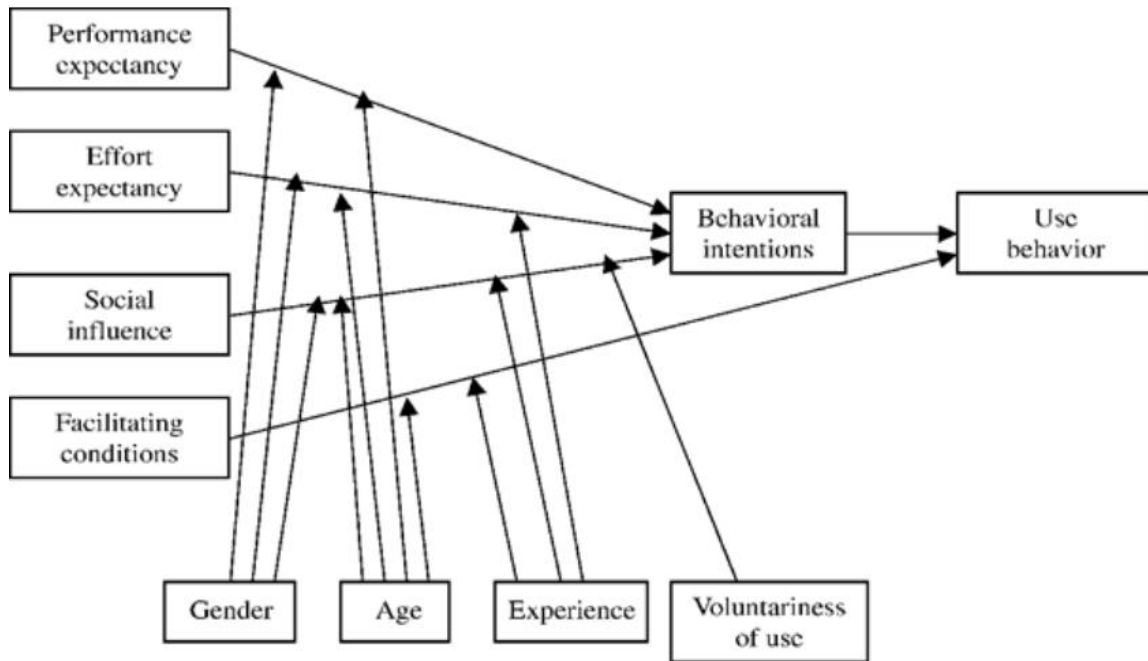 Performance
expectancy
Effort
expectancy
Social
influence
Facilitating
conditions
Behavioral
intentions
Use
behavior
Gender
Age
Experience
Voluntariness
of use